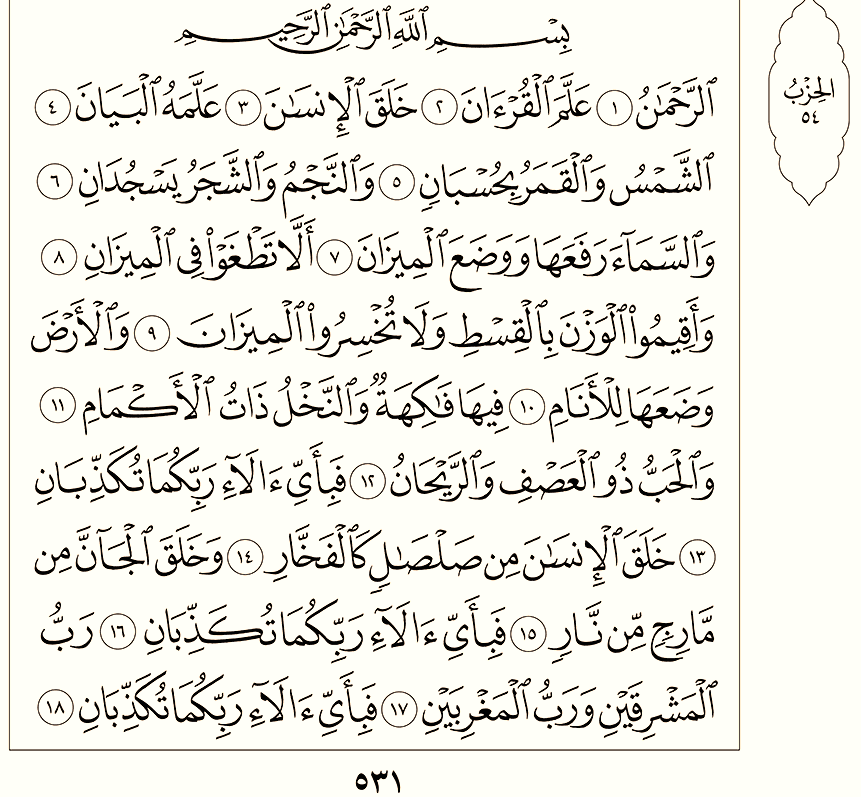 بِسْمِ ٱللَّهِ ٱلرَّحْمَٰنِ ٱلرَّحِيمِ
ٱلرَّحْمَٰنُ ١ عَلَّمَ ٱلْقُرْءَانَ ٢ خَلَقَ ٱلْإِنسَٰنَ ٣ عَلَّمَهُ ٱلْبَيَانَ ٤
ٱلشَّمْسُ وَٱلْقَمَرُ بِحُسْبَانٍ ٥ وَٱلنَّجْمُ وَٱلشَّجَرُ يَسْجُدَانِ ٦
وَٱلسَّمَآءَ رَفَعَهَا وَوَضَعَ ٱلْمِيزَانَ ٧ أَلَّا تَطْغَوْا۟ فِى ٱلْمِيزَانِ ٨
وَأَقِيمُوا۟ ٱلْوَزْنَ بِٱلْقِسْطِ وَلَا تُخْسِرُوا۟ ٱلْمِيزَانَ ٩ وَٱلْأَرْضَ
وَضَعَهَا لِلْأَنَامِ ١٠ فِيهَا فَٰكِهَةٌ وَٱلنَّخْلُ ذَاتُ ٱلْأَكْمَامِ ١١
وَٱلْحَبُّ ذُو ٱلْعَصْفِ وَٱلرَّيْحَانُ ١٢ فَبِأَىِّ ءَالَآءِ رَبِّكُمَا تُكَذِّبَانِ
١٣ خَلَقَ ٱلْإِنسَٰنَ مِن صَلْصَٰلٍ كَٱلْفَخَّارِ ١٤ وَخَلَقَ ٱلْجَآنَّ مِن
مَّارِجٍ مِّن نَّارٍ ١٥ فَبِأَىِّ ءَالَآءِ رَبِّكُمَا تُكَذِّبَانِ ١٦ رَبُّ
ٱلْمَشْرِقَيْنِ وَرَبُّ ٱلْمَغْرِبَيْنِ ١٧ فَبِأَىِّ ءَالَآءِ رَبِّكُمَا تُكَذِّبَانِ ١٨
ٱلْحِزْبُ
٥٤
٥٣١